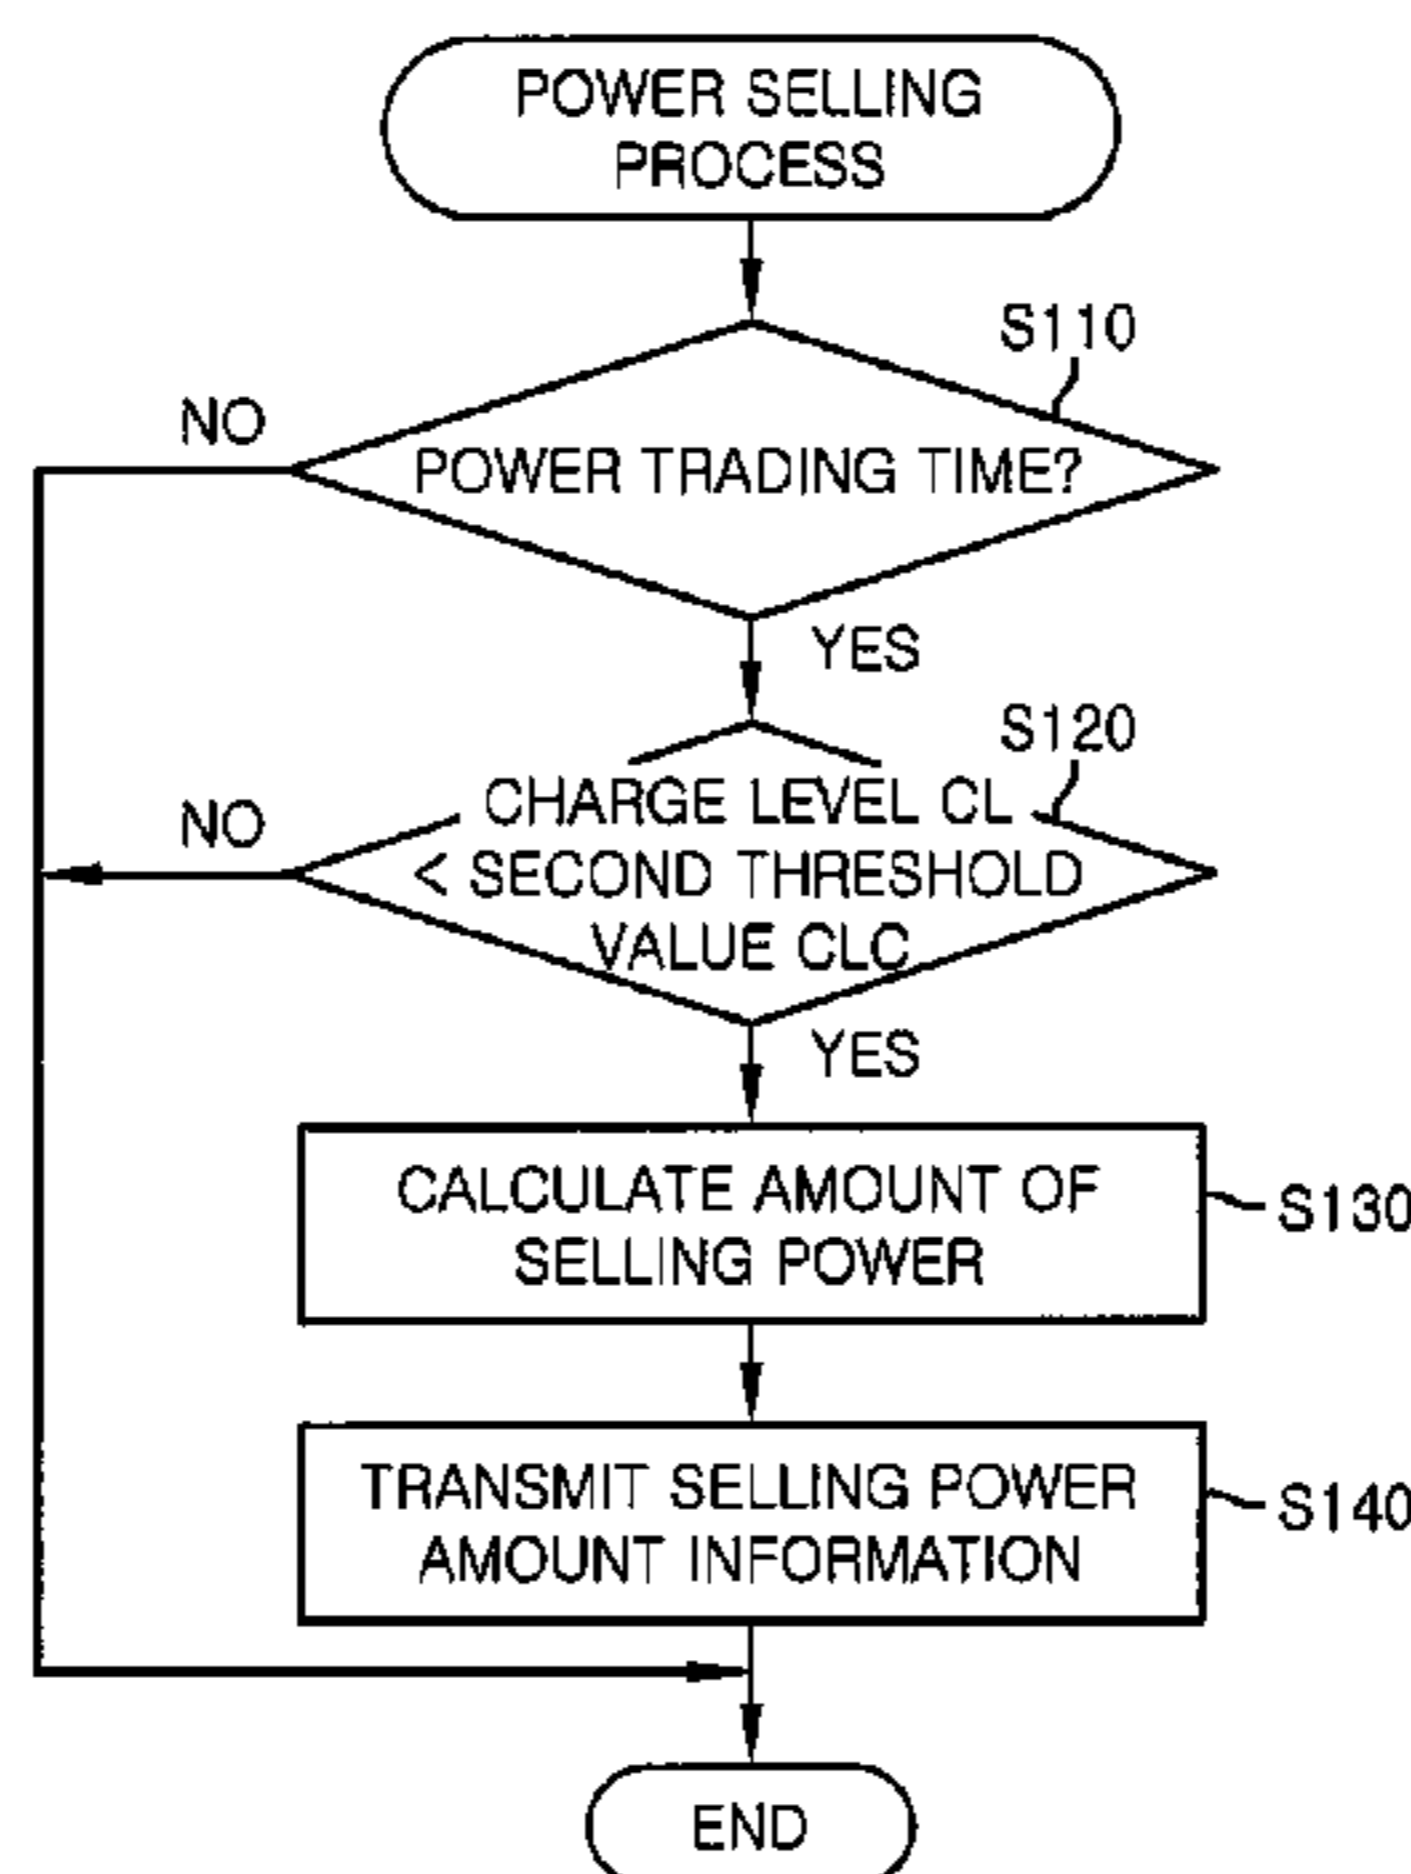 POWER SELLING
PROCESS
S110
NO
POWER TRADING TIME?
YES
S120
NO
CHARGE LEVEL CL
< SECOND THRESHOLD
VALUE CLC
YES
CALCULATE AMOUNT OF
SELLING POWER
S130
TRANSMIT SELLING POWER
AMOUNT INFORMATION
S140
END